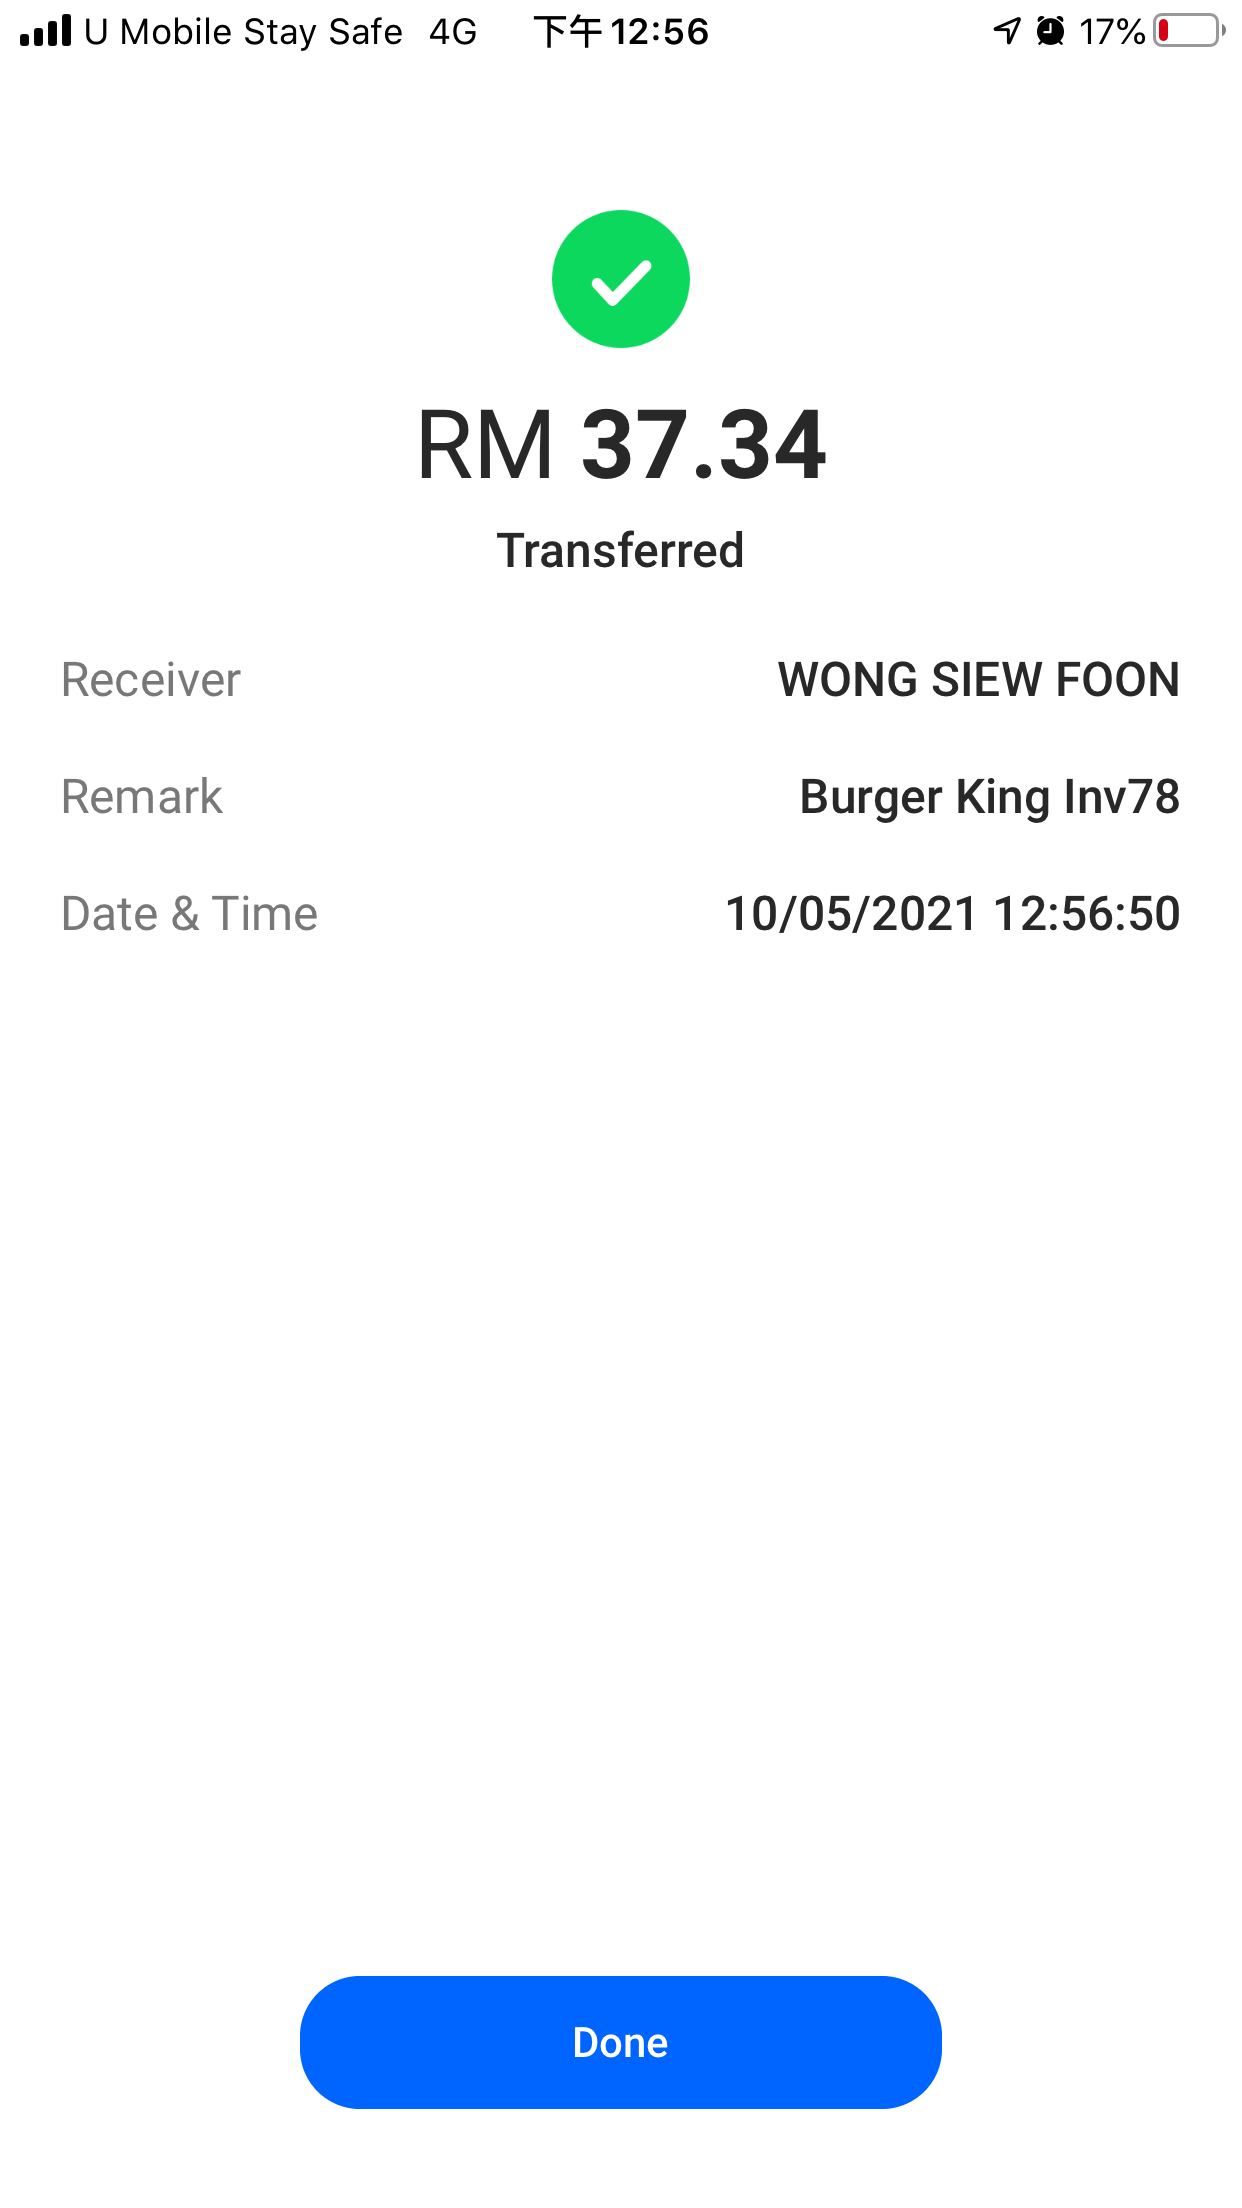 U Mobile Stay Safe 4G 下午12:56 17%
RM 37.34
Transferred
Receiver WONG SIEW FOON
Remark Burger King Inv78
Date & Time 10/05/2021 12:56:50
Done